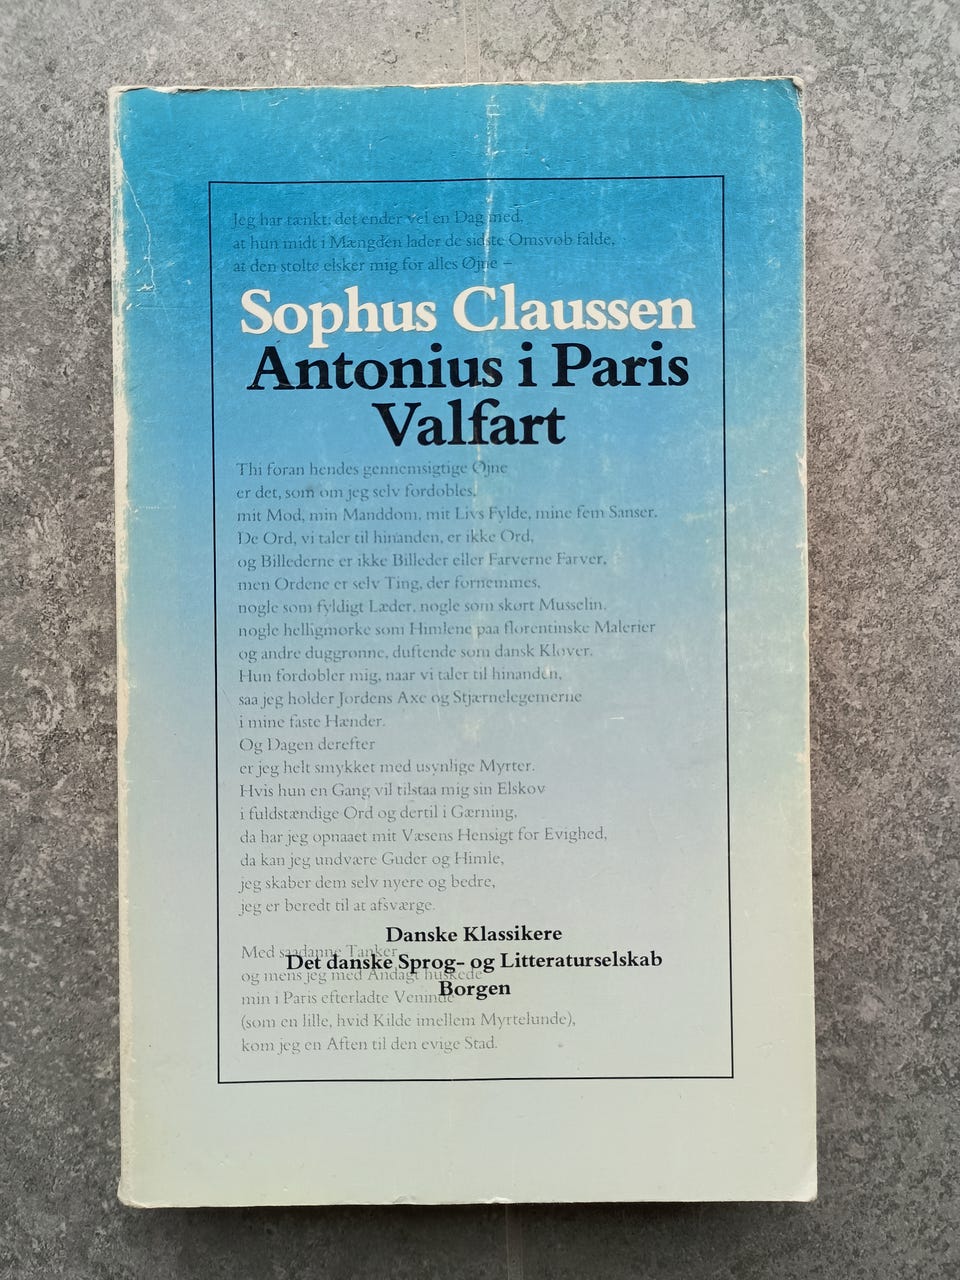 Jeg har tænkt: det ender vel en Dag med,
at hun midt i Mængden lader de sidste Omsvøb falde,
at den stolte elsker mig for alles Øjne –
Sophus Claussen
Antonius i Paris
Valfart
Thi foran hendes gennemsigtige Øjne
er det, som om jeg selv fordobles,
mit Mod, min Manddom, mit Livs Fylde, mine fem Sanser.
De Ord, vi taler til hinanden, er ikke Ord,
og Billederne er ikke Billeder eller Farverne Farver,
men Ordene er selv Ting, der fornemmes,
nogle som fyldigt Læder, nogle som skørt Musselin,
nogle helligmørke som Himlene paa florentinske Malerier
og andre duggrønne, duftende som dansk Kløver.
Hun fordobler mig, naar vi taler til hinanden,
saa jeg holder Jordens Axe og Stjærnelegemerne
i mine faste Hænder.
Og Dagen derefter
er jeg helt smykket med usynlige Myrter.
Hvis hun en Gang vil tilstaa mig sin Elskov
i fuldstændige Ord og dertil i Gærning,
da har jeg opnaaet mit Væsens Hensigt for Evighed,
da kan jeg undvære Guder og Himle,
jeg skaber dem selv nyere og bedre,
jeg er beredt til at afsværge.
Danske Klassikere
Med saadanne Tanker
Det danske Sprog- og Litteraturselskab
og mens jeg med Andagt huskede
Borgen
min i Paris efterladte Veninde
(som en lille, hvid Kilde imellem Myrtelunde),
kom jeg en Aften til den evige Stad.